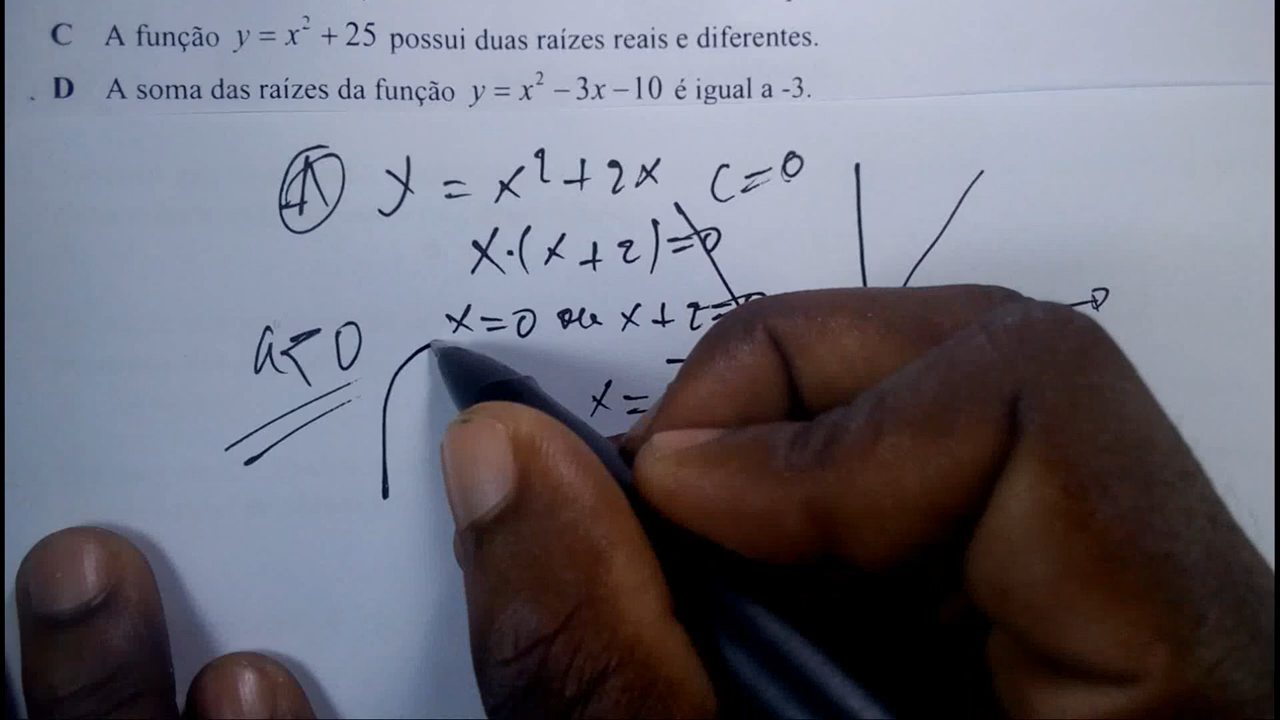 C A função y = x² + 25 possui duas raízes reais e diferentes.
D A soma das raízes da função y = x² − 3x − 10 é igual a -3.
A y = x² + 2x C = 0
x·(x + 2) = 0
x = 0 ou x + 2 =
a < 0
x =